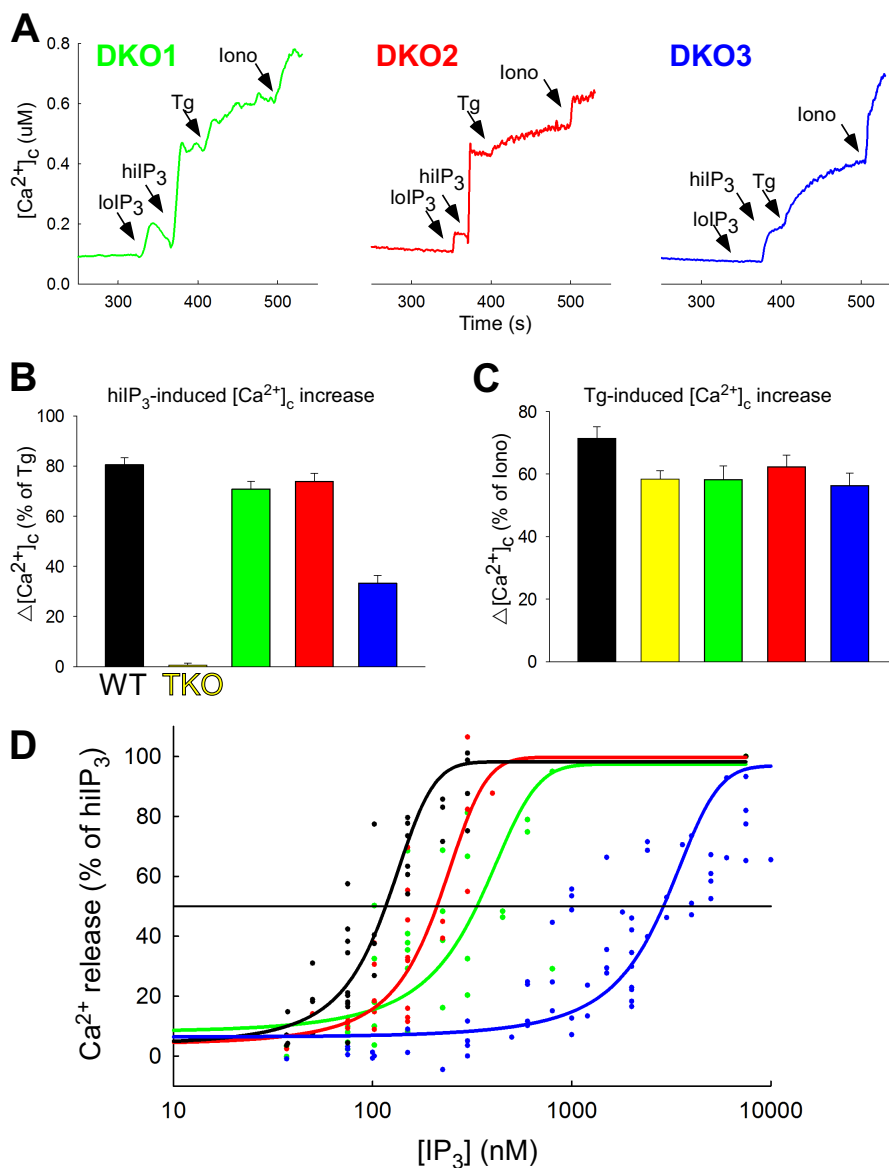 A
DKO1 DKO2 DKO3
[Ca²⁺]c (uM)
0.8
0.6
0.4
0.2
0.0
loIP₃ hiIP₃ Tg Iono
loIP₃ hiIP₃ Tg Iono
loIP₃ hiIP₃ Tg Iono
300 400 500 300 400 500 300 400 500
Time (s)
B
hiIP₃-induced [Ca²⁺]c increase
△[Ca²⁺]c (% of Tg)
100
80
60
40
20
0
WT TKO
C
Tg-induced [Ca²⁺]c increase
△[Ca²⁺]c (% of Iono)
80
60
40
20
0
D
Ca²⁺ release (% of hiIP₃)
100
80
60
40
20
0
10 100 1000 10000
[IP₃] (nM)